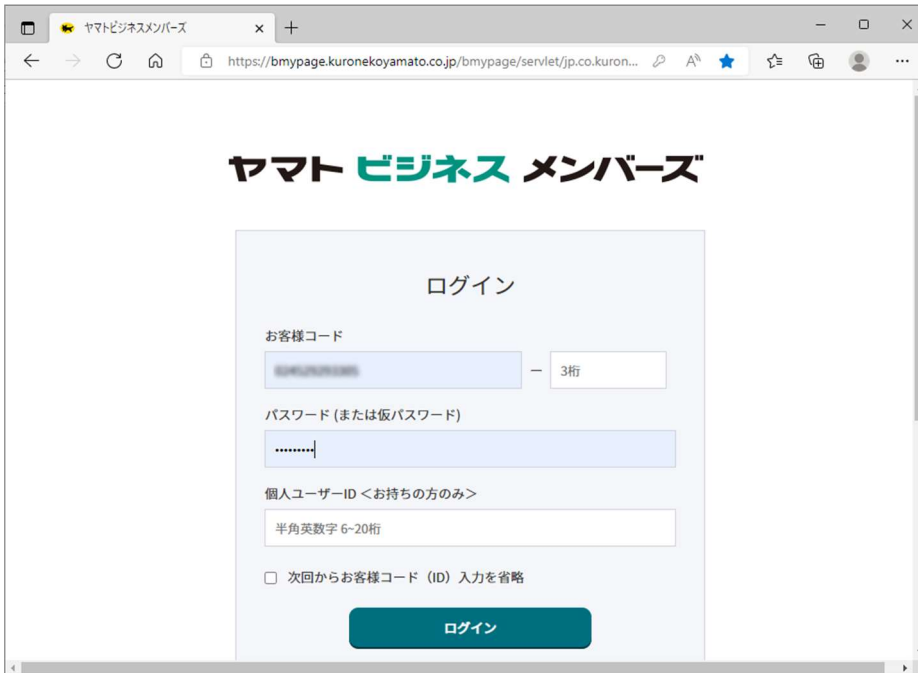 ヤマトビジネスメンバーズ
https://bmypage.kuronekoyamato.co.jp/bmypage/servlet/jp.co.kuron...
ヤマト ビジネス メンバーズ
ログイン
お客様コード
ー 3桁
パスワード (または仮パスワード)
•••••••••
個人ユーザーID <お持ちの方のみ>
半角英数字 6~20桁
次回からお客様コード（ID）入力を省略
ログイン